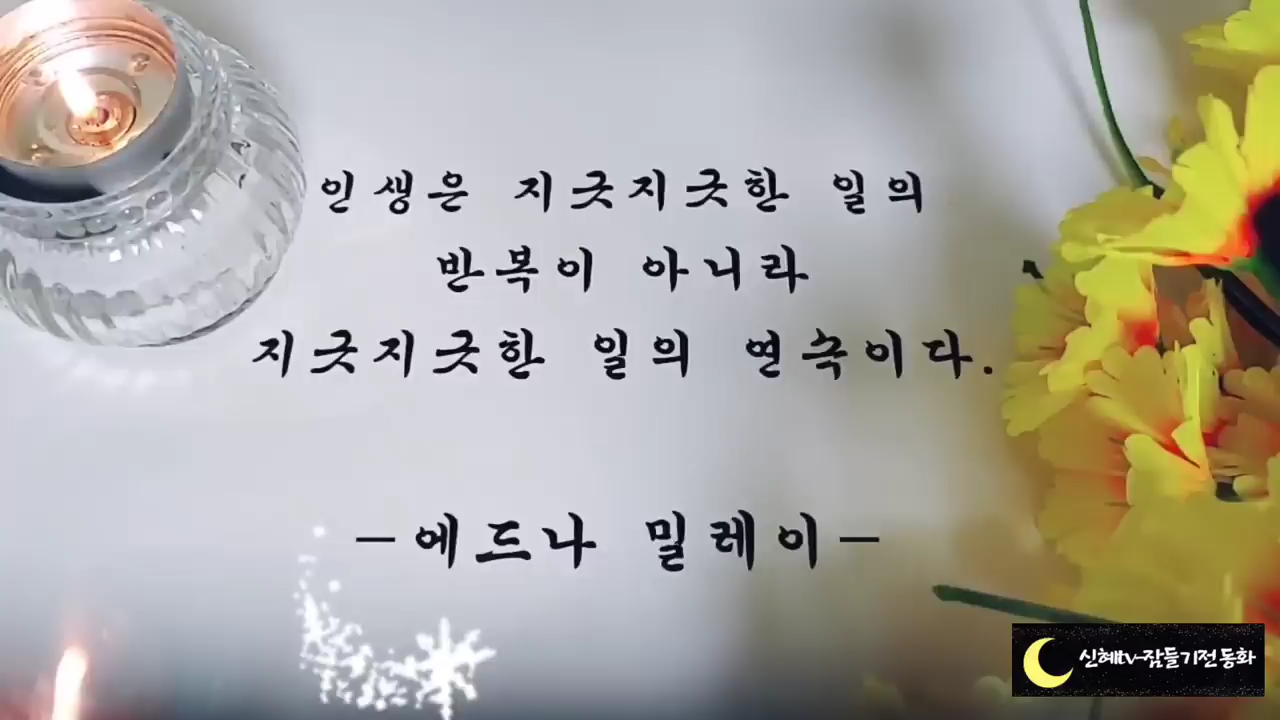 인생은 지긋지긋한 일의
반복이 아니라
지긋지긋한 일의 연속이다.
-에드나 밀레이-
신혜tv-잠들기전동화